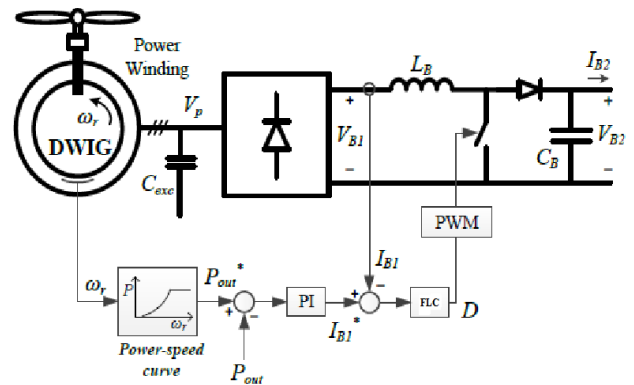 Power
Winding
ω_r
DWIG
V_p
C_exc
L_B
I_B2
+
+
V_B1
C_B
V_B2
−
−
PWM
I_B1
ω_r
P
ω_r
P_out*
+
−
PI
+
−
I_B1*
FLC
D
Power-speed
curve
P_out